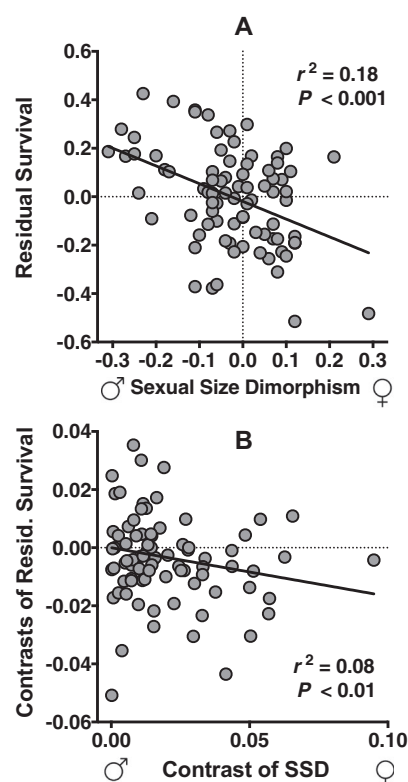 A
0.6
0.4
0.2
0.0
-0.2
-0.4
-0.6
Residual Survival
r² = 0.18
P < 0.001
-0.3 -0.2 -0.1 0.0 0.1 0.2 0.3
♂ Sexual Size Dimorphism ♀
B
0.04
0.02
0.00
-0.02
-0.04
-0.06
Contrasts of Resid. Survival
r² = 0.08
P < 0.01
0.00 0.05 0.10
♂ Contrast of SSD ♀